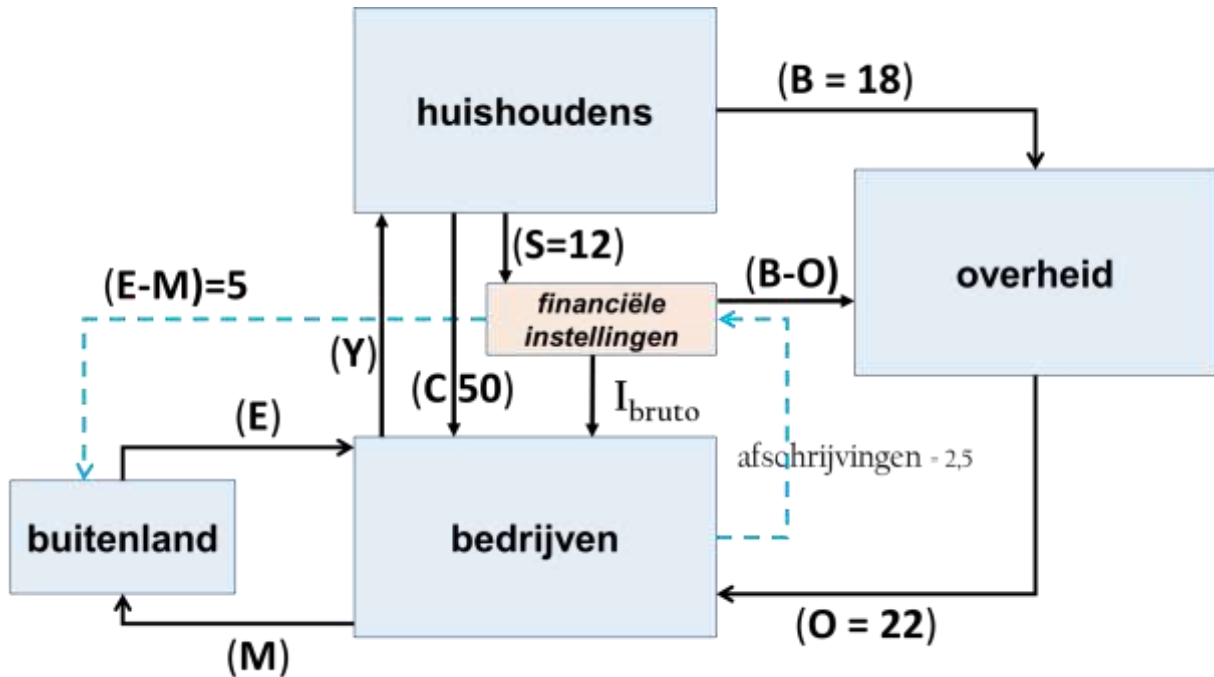 huishoudens
(B = 18)
(S=12)
(E-M)=5
financiële
instellingen
(B-O)
overheid
(Y)
(C 50)
I bruto
(E)
afschrijvingen = 2,5
buitenland
bedrijven
(O = 22)
(M)